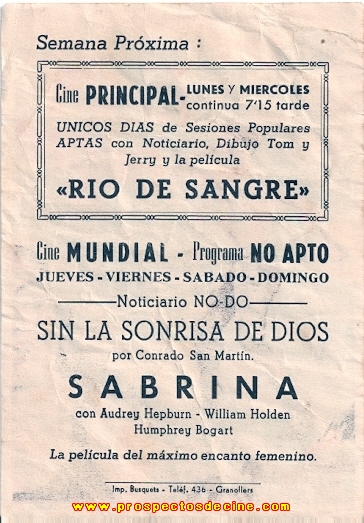 Semana Próxima :
Cine PRINCIPAL - LUNES Y MIERCOLES
continua 7'15 tarde
UNICOS DIAS de Sesiones Populares
APTAS con Noticiario, Dibujo Tom y
Jerry y la película
«RIO DE SANGRE»
Cine MUNDIAL - Programa NO APTO
JUEVES - VIERNES - SABADO - DOMINGO
Noticiario NO-DO
SIN LA SONRISA DE DIOS
por Conrado San Martín.
SABRINA
con Audrey Hepburn - William Holden
Humphrey Bogart
La película del máximo encanto femenino.
Imp. Busquets - Teléf. 436 - Granollers
www.prospectosdecine.com